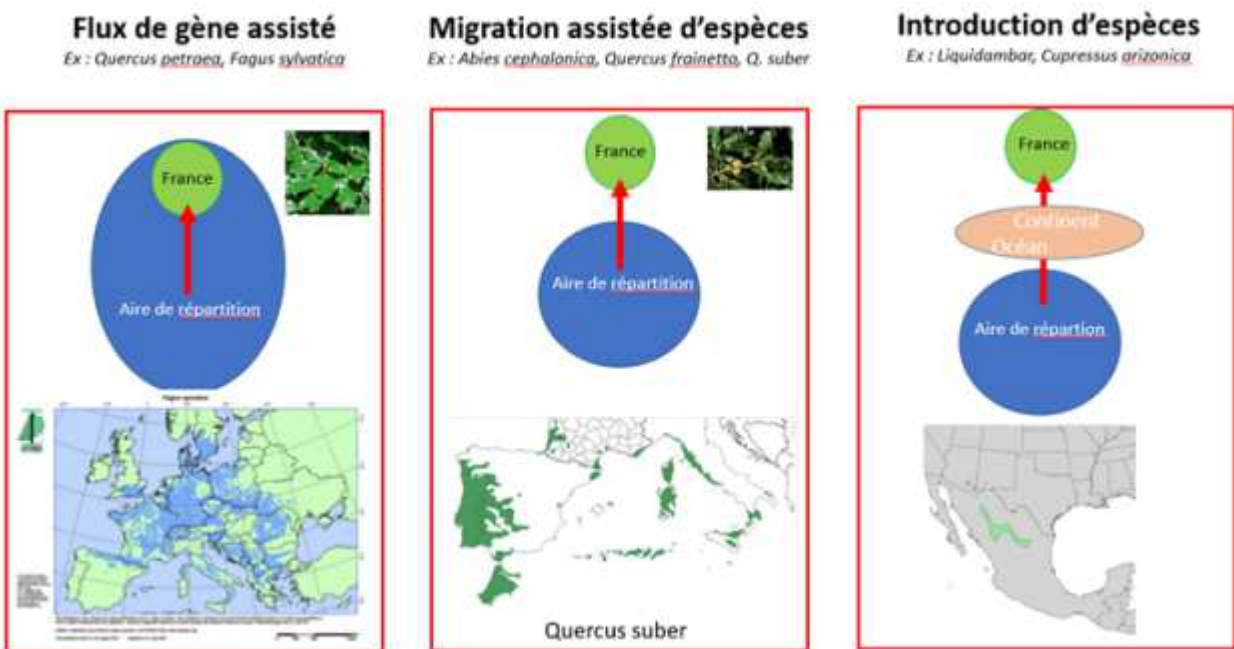 Flux de gène assisté
Ex : Quercus petraea, Fagus sylvatica
France
Aire de répartition
Fagus sylvatica
Migration assistée d'espèces
Ex : Abies cephalonica, Quercus frainetto, Q. suber
France
Aire de répartition
Quercus suber
Introduction d'espèces
Ex : Liquidambar, Cupressus arizonica
France
Continent
Océan
Aire de répartion